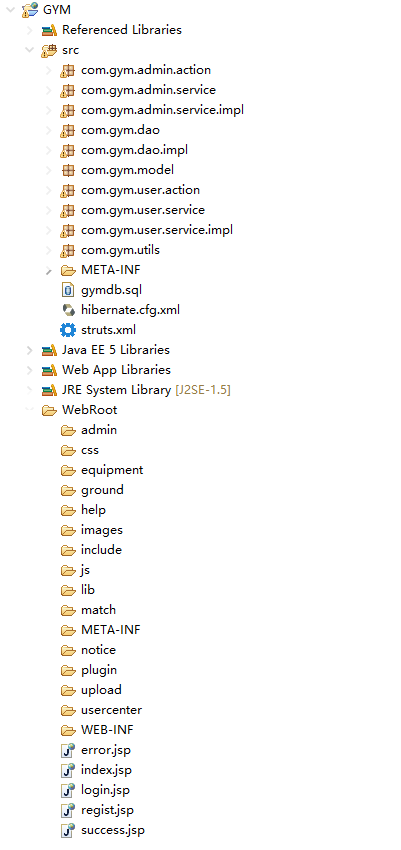 GYM
Referenced Libraries
src
com.gym.admin.action
com.gym.admin.service
com.gym.admin.service.impl
com.gym.dao
com.gym.dao.impl
com.gym.model
com.gym.user.action
com.gym.user.service
com.gym.user.service.impl
com.gym.utils
META-INF
gymdb.sql
hibernate.cfg.xml
struts.xml
Java EE 5 Libraries
Web App Libraries
JRE System Library [J2SE-1.5]
WebRoot
admin
css
equipment
ground
help
images
include
js
lib
match
META-INF
notice
plugin
upload
usercenter
WEB-INF
error.jsp
index.jsp
login.jsp
regist.jsp
success.jsp